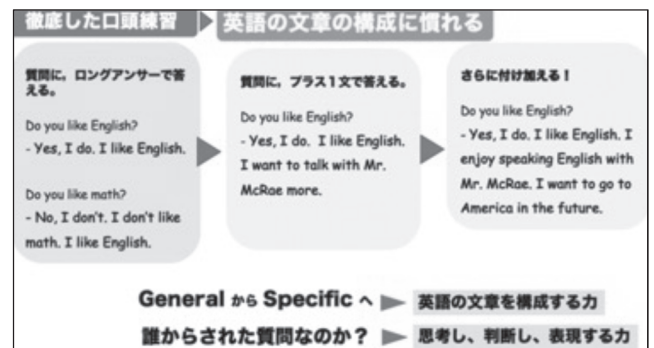 徹底した口頭練習
英語の文章の構成に慣れる
質問に，ロングアンサーで答
える。
Do you like English?
- Yes, I do. I like English.
Do you like math?
- No, I don't. I don't like
math. I like English.
質問に，プラス1文で答える。
Do you like English?
- Yes, I do. I like English.
I want to talk with Mr.
McRae more.
さらに付け加える！
Do you like English?
- Yes, I do. I like English. I
enjoy speaking English with
Mr. McRae. I want to go to
America in the future.
General から Specific へ
英語の文章を構成する力
誰からされた質問なのか？
思考し、判断し、表現する力